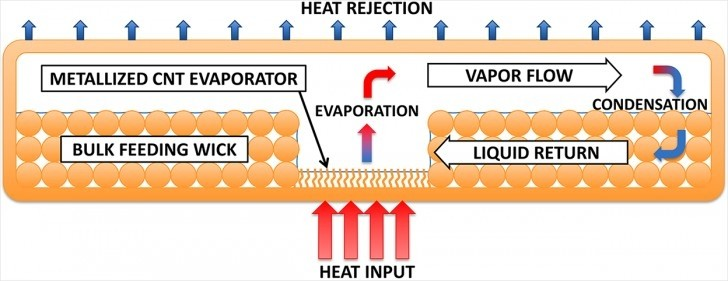 HEAT REJECTION
METALLIZED CNT EVAPORATOR
VAPOR FLOW
EVAPORATION
CONDENSATION
BULK FEEDING WICK
LIQUID RETURN
HEAT INPUT